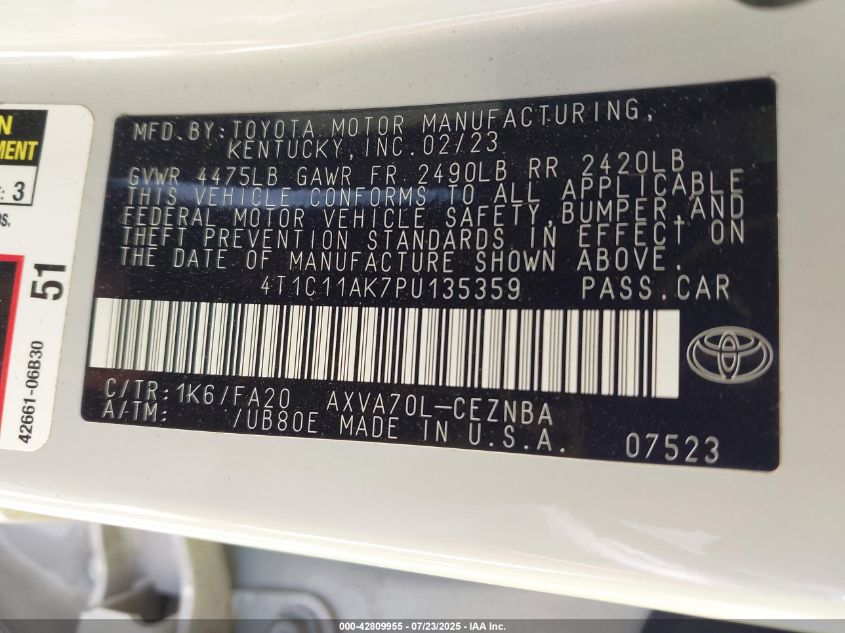 MFD.BY: TOYOTA MOTOR MANUFACTURING,
KENTUCKY, INC. 02/23
GVWR 4475LB GAWR FR 2490LB RR 2420LB
THIS VEHICLE CONFORMS TO ALL APPLICABLE
FEDERAL MOTOR VEHICLE SAFETY, BUMPER, AND
THEFT PREVENTION STANDARDS IN EFFECT ON
THE DATE OF MANUFACTURE SHOWN ABOVE.
4T1C11AK7PU135359 PASS.CAR
C/TR: 1K6/FA20 AXVA70L-CEZNBA
A/TM: /UB80E MADE IN U.S.A.
07523
: 3
51
42661-06B30
000-42809955 - 07/23/2025 - IAA Inc.